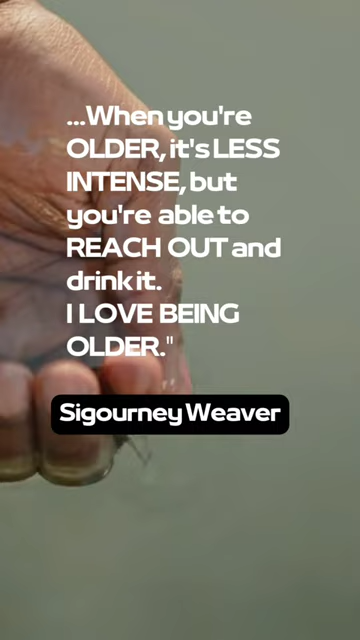 ...When you're
OLDER, it's LESS
INTENSE, but
you're able to
REACH OUT and
drink it.
I LOVE BEING
OLDER."
Sigourney Weaver